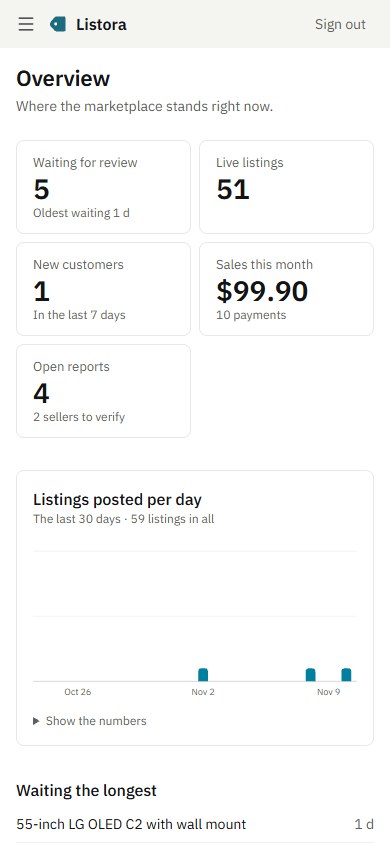 Listora
Sign out
Overview
Where the marketplace stands right now.
Waiting for review
5
Oldest waiting 1 d
Live listings
51
New customers
1
In the last 7 days
Sales this month
$99.90
10 payments
Open reports
4
2 sellers to verify
Listings posted per day
The last 30 days · 59 listings in all
Oct 26
Nov 2
Nov 9
Show the numbers
Waiting the longest
55-inch LG OLED C2 with wall mount
1 d